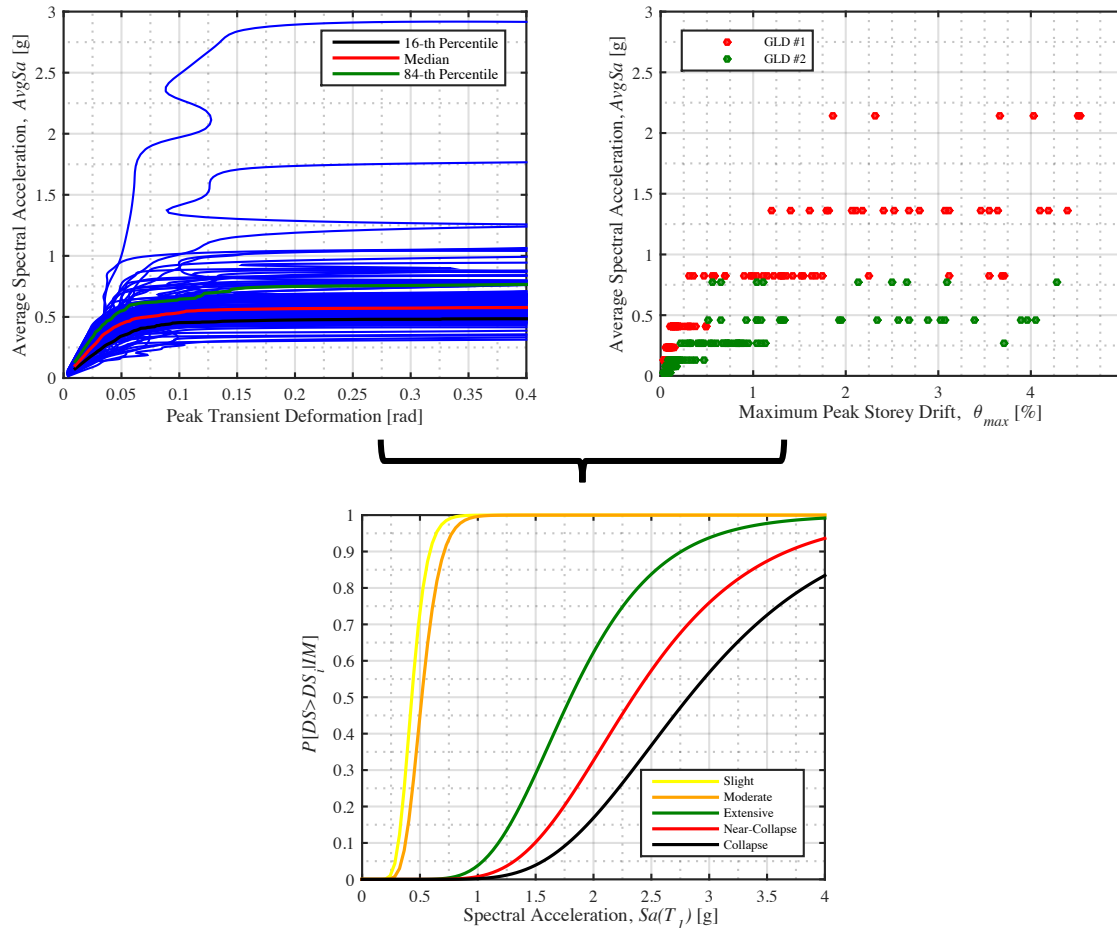 3
2.5
2
1.5
1
0.5
0
Average Spectral Acceleration, AvgSa [g]
16-th Percentile
Median
84-th Percentile
0 0.05 0.1 0.15 0.2 0.25 0.3 0.35 0.4
Peak Transient Deformation [rad]
3
2.5
2
1.5
1
0.5
0
Average Spectral Acceleration, AvgSa [g]
GLD #1
GLD #2
0 1 2 3 4
Maximum Peak Storey Drift, θmax [%]
1
0.9
0.8
0.7
0.6
0.5
0.4
0.3
0.2
0.1
0
P[DS>DSi|IM]
Slight
Moderate
Extensive
Near-Collapse
Collapse
0 0.5 1 1.5 2 2.5 3 3.5 4
Spectral Acceleration, Sa(T1) [g]